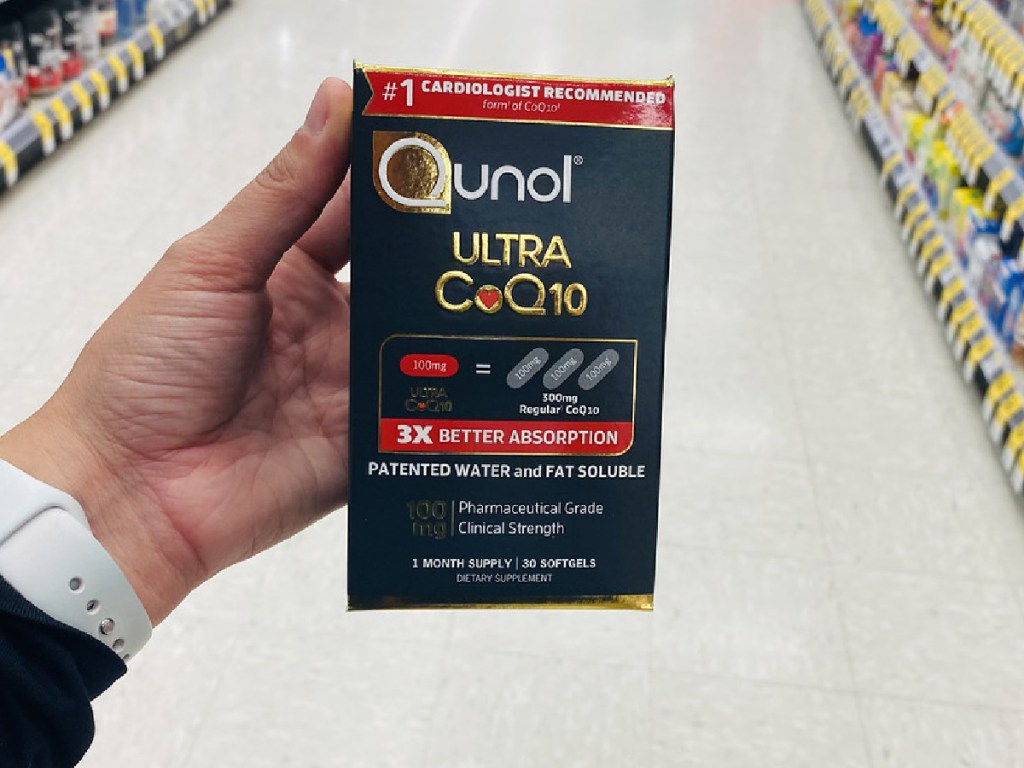 #1 CARDIOLOGIST RECOMMENDED
form† of CoQ10†
Qunol®
ULTRA
CoQ10
100mg = 100mg 100mg 100mg
ULTRA
CoQ10
300mg
Regular CoQ10
3X BETTER ABSORPTION
PATENTED WATER and FAT SOLUBLE
100 mg | Pharmaceutical Grade
Clinical Strength
1 MONTH SUPPLY | 30 SOFTGELS
DIETARY SUPPLEMENT